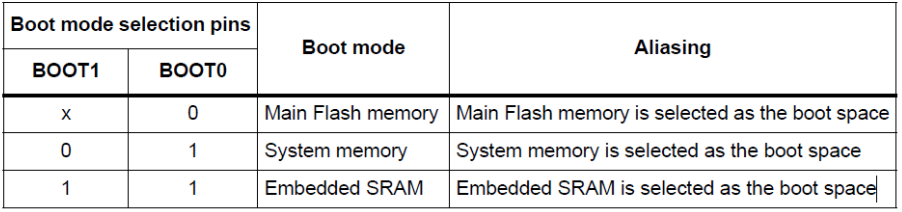 Boot mode selection pins Boot mode Aliasing
BOOT1 BOOT0
x 0 Main Flash memory Main Flash memory is selected as the boot space
0 1 System memory System memory is selected as the boot space
1 1 Embedded SRAM Embedded SRAM is selected as the boot space